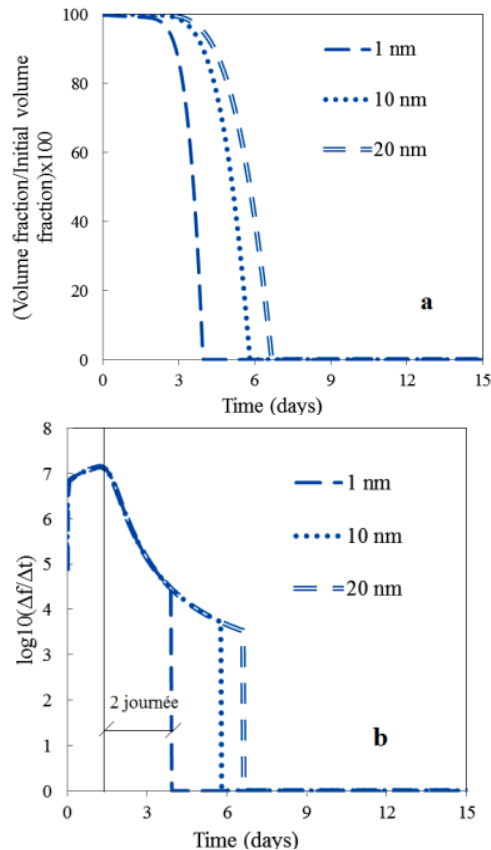 100
80
60
40
20
0
(Volume fraction/Initial volume
fraction)x100
1 nm
10 nm
20 nm
a
0 3 6 9 12 15
Time (days)
8
7
6
5
4
3
2
1
0
log10(Δf/Δt)
1 nm
10 nm
20 nm
2 journée
b
0 3 6 9 12 15
Time (days)